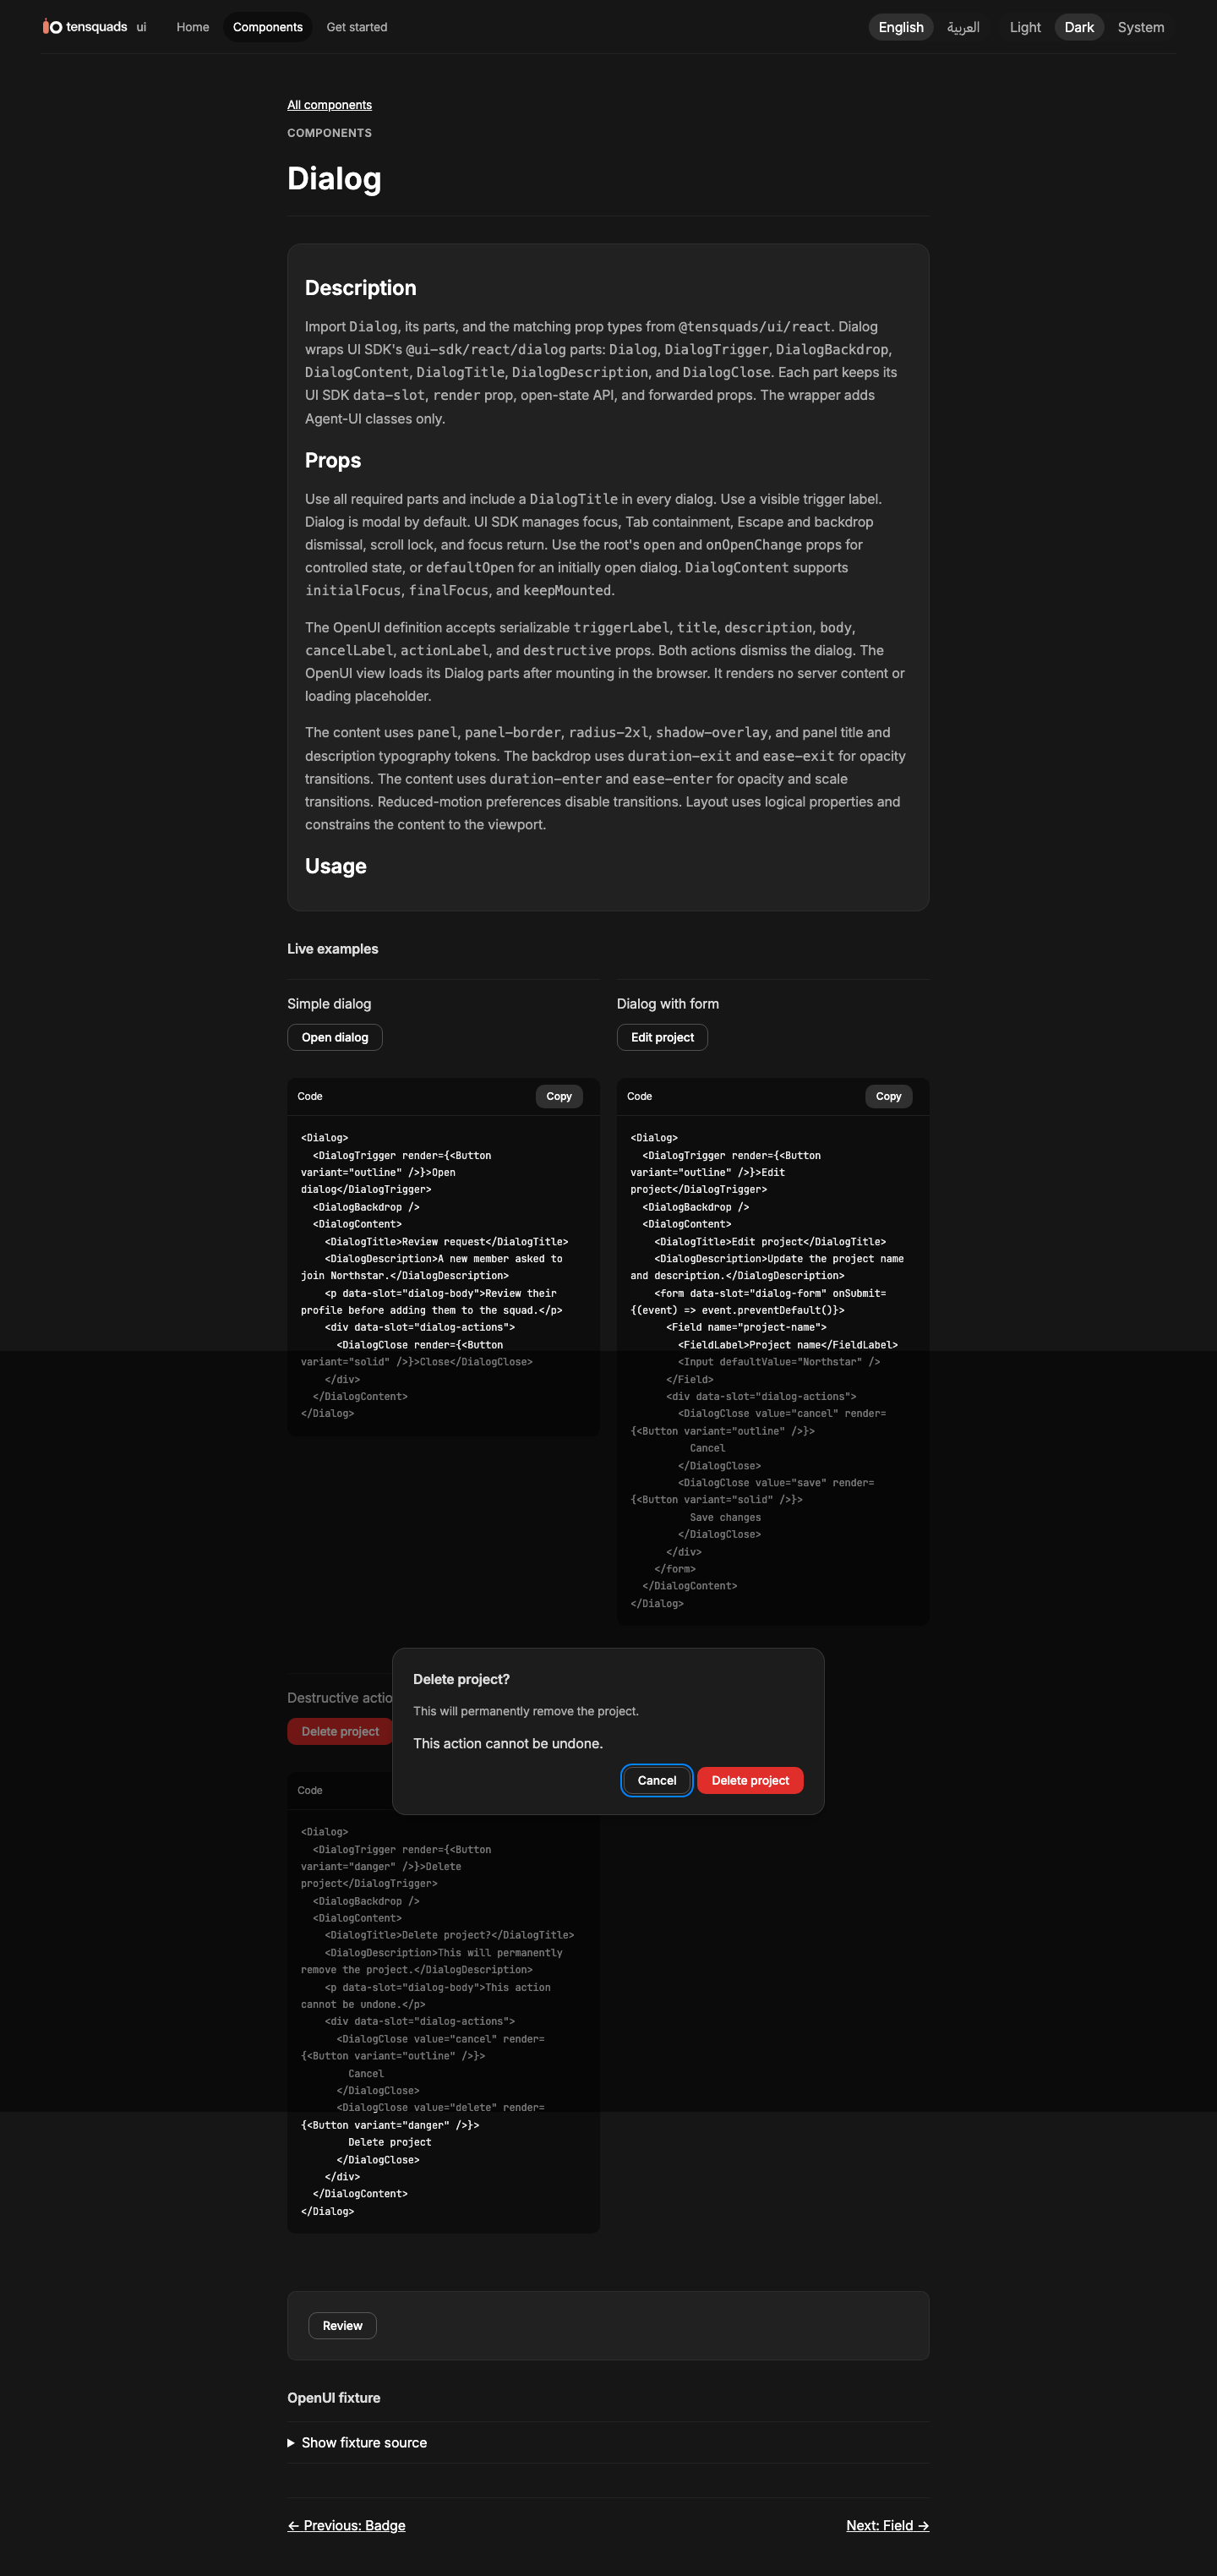 tensquads ui
Home
Components
Get started
English
العربية
Light
Dark
System
All components
COMPONENTS
Dialog
Description
Import Dialog, its parts, and the matching prop types from @tensquads/ui/react. Dialog
wraps UI SDK's @ui-sdk/react/dialog parts: Dialog, DialogTrigger, DialogBackdrop,
DialogContent, DialogTitle, DialogDescription, and DialogClose. Each part keeps its
UI SDK data-slot, render prop, open-state API, and forwarded props. The wrapper adds
Agent-UI classes only.
Props
Use all required parts and include a DialogTitle in every dialog. Use a visible trigger label.
Dialog is modal by default. UI SDK manages focus, Tab containment, Escape and backdrop
dismissal, scroll lock, and focus return. Use the root's open and onOpenChange props for
controlled state, or defaultOpen for an initially open dialog. DialogContent supports
initialFocus, finalFocus, and keepMounted.
The OpenUI definition accepts serializable triggerLabel, title, description, body,
cancelLabel, actionLabel, and destructive props. Both actions dismiss the dialog. The
OpenUI view loads its Dialog parts after mounting in the browser. It renders no server content or
loading placeholder.
The content uses panel, panel-border, radius-2xl, shadow-overlay, and panel title and
description typography tokens. The backdrop uses duration-exit and ease-exit for opacity
transitions. The content uses duration-enter and ease-enter for opacity and scale
transitions. Reduced-motion preferences disable transitions. Layout uses logical properties and
constrains the content to the viewport.
Usage
Live examples
Simple dialog
Open dialog
Code
Copy
<Dialog>
  <DialogTrigger render={<Button
variant="outline" />}>Open
dialog</DialogTrigger>
  <DialogBackdrop />
  <DialogContent>
    <DialogTitle>Review request</DialogTitle>
    <DialogDescription>A new member asked to
join Northstar.</DialogDescription>
    <p data-slot="dialog-body">Review their
profile before adding them to the squad.</p>
    <div data-slot="dialog-actions">
      <DialogClose render={<Button
variant="solid" />}>Close</DialogClose>
    </div>
  </DialogContent>
</Dialog>
Dialog with form
Edit project
Code
Copy
<Dialog>
  <DialogTrigger render={<Button
variant="outline" />}>Edit
project</DialogTrigger>
  <DialogBackdrop />
  <DialogContent>
    <DialogTitle>Edit project</DialogTitle>
    <DialogDescription>Update the project name
and description.</DialogDescription>
    <form data-slot="dialog-form" onSubmit=
{(event) => event.preventDefault()}>
      <Field name="project-name">
        <FieldLabel>Project name</FieldLabel>
        <Input defaultValue="Northstar" />
      </Field>
      <div data-slot="dialog-actions">
        <DialogClose value="cancel" render=
{<Button variant="outline" />}>
          Cancel
        </DialogClose>
        <DialogClose value="save" render=
{<Button variant="solid" />}>
          Save changes
        </DialogClose>
      </div>
    </form>
  </DialogContent>
</Dialog>
Destructive actio
Delete project
Delete project?
This will permanently remove the project.
This action cannot be undone.
Cancel
Delete project
Code
<Dialog>
  <DialogTrigger render={<Button
variant="danger" />}>Delete
project</DialogTrigger>
  <DialogBackdrop />
  <DialogContent>
    <DialogTitle>Delete project?</DialogTitle>
    <DialogDescription>This will permanently
remove the project.</DialogDescription>
    <p data-slot="dialog-body">This action
cannot be undone.</p>
    <div data-slot="dialog-actions">
      <DialogClose value="cancel" render=
{<Button variant="outline" />}>
        Cancel
      </DialogClose>
      <DialogClose value="delete" render=
{<Button variant="danger" />}>
        Delete project
      </DialogClose>
    </div>
  </DialogContent>
</Dialog>
Review
OpenUI fixture
▶ Show fixture source
← Previous: Badge
Next: Field →